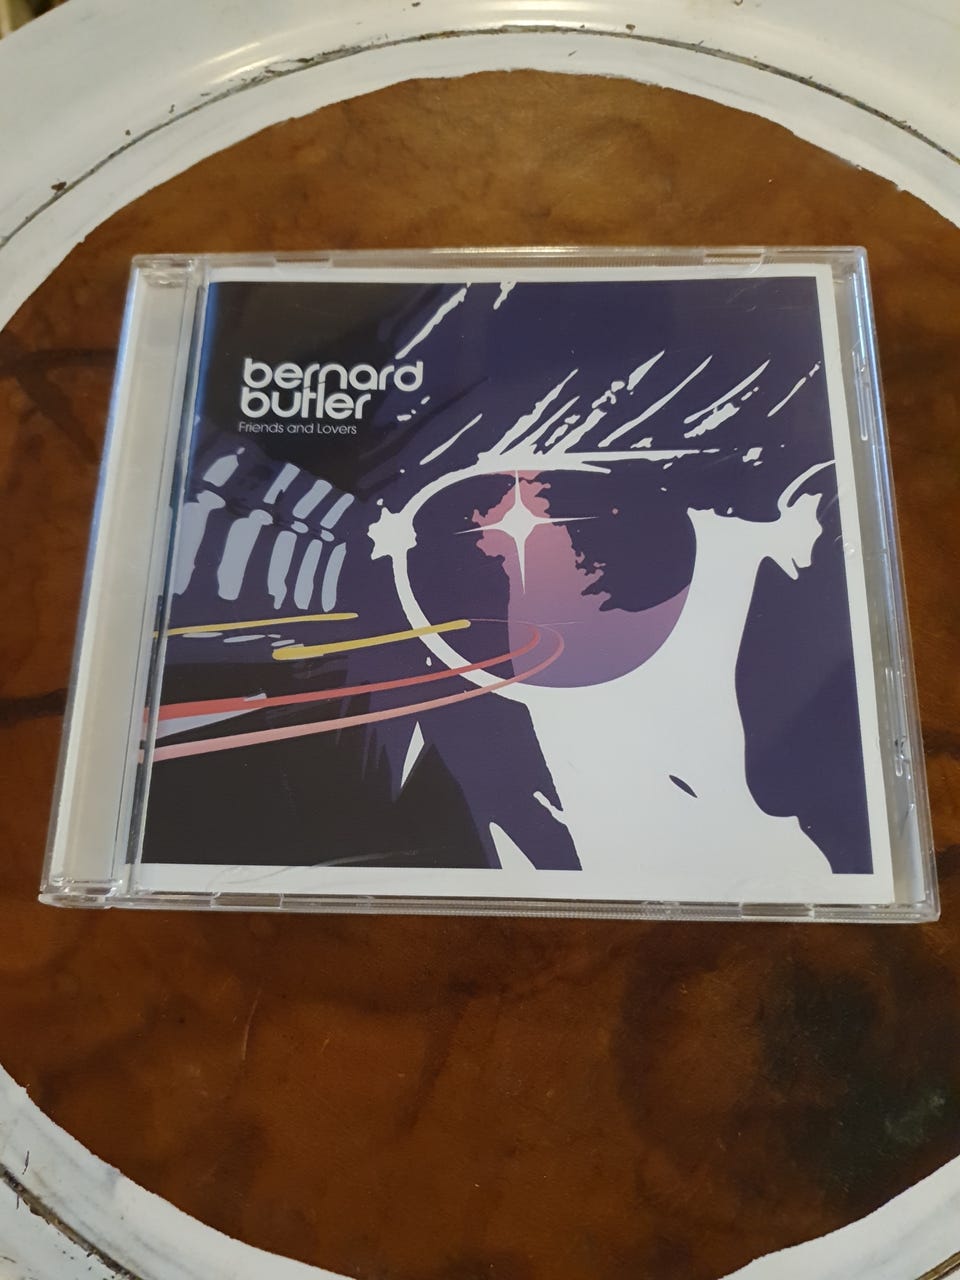 bernard
butler
Friends and Lovers